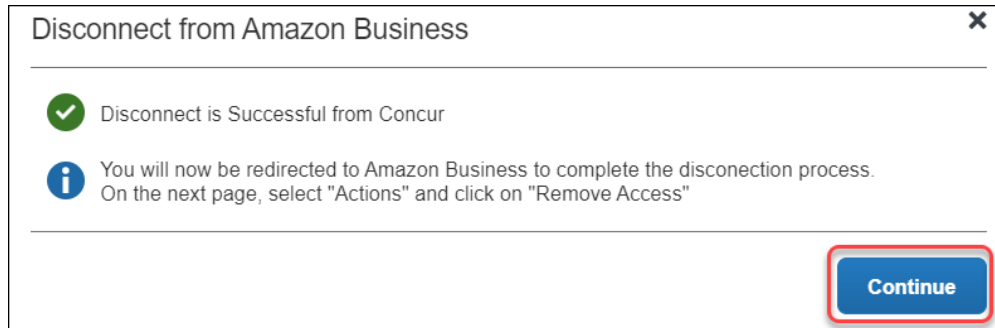 Disconnect from Amazon Business
Disconnect is Successful from Concur
You will now be redirected to Amazon Business to complete the disconection process.
On the next page, select "Actions" and click on "Remove Access"
Continue